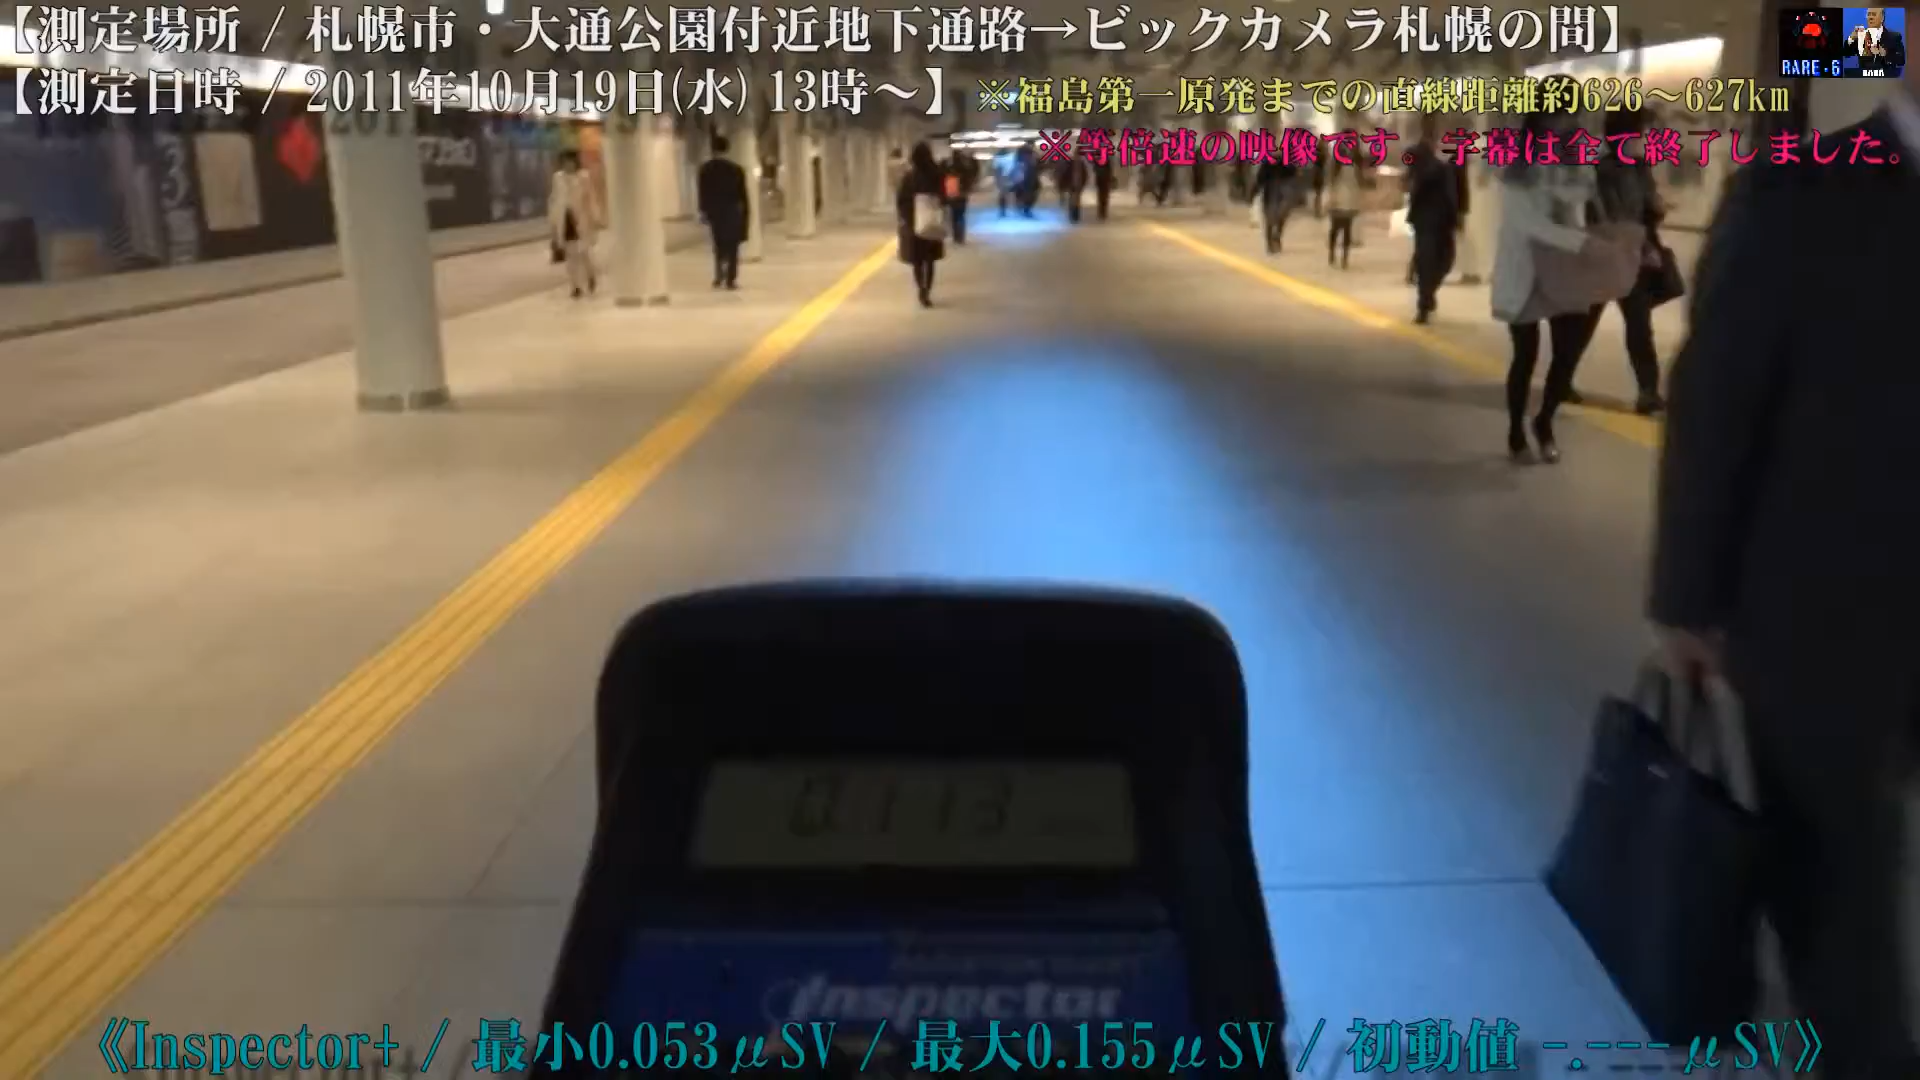 【測定場所 / 札幌市・大通公園付近地下通路→ビックカメラ札幌の間】
RARE・6
【測定日時 / 2011年10月19日(水) 13時～】 ※福島第一原発までの直線距離約626～627km
※等倍速の映像です。字幕は全て終了しました。
0.113
Inspector
《Inspector+ / 最小0.053μSV / 最大0.155μSV / 初動値 -.---μSV》